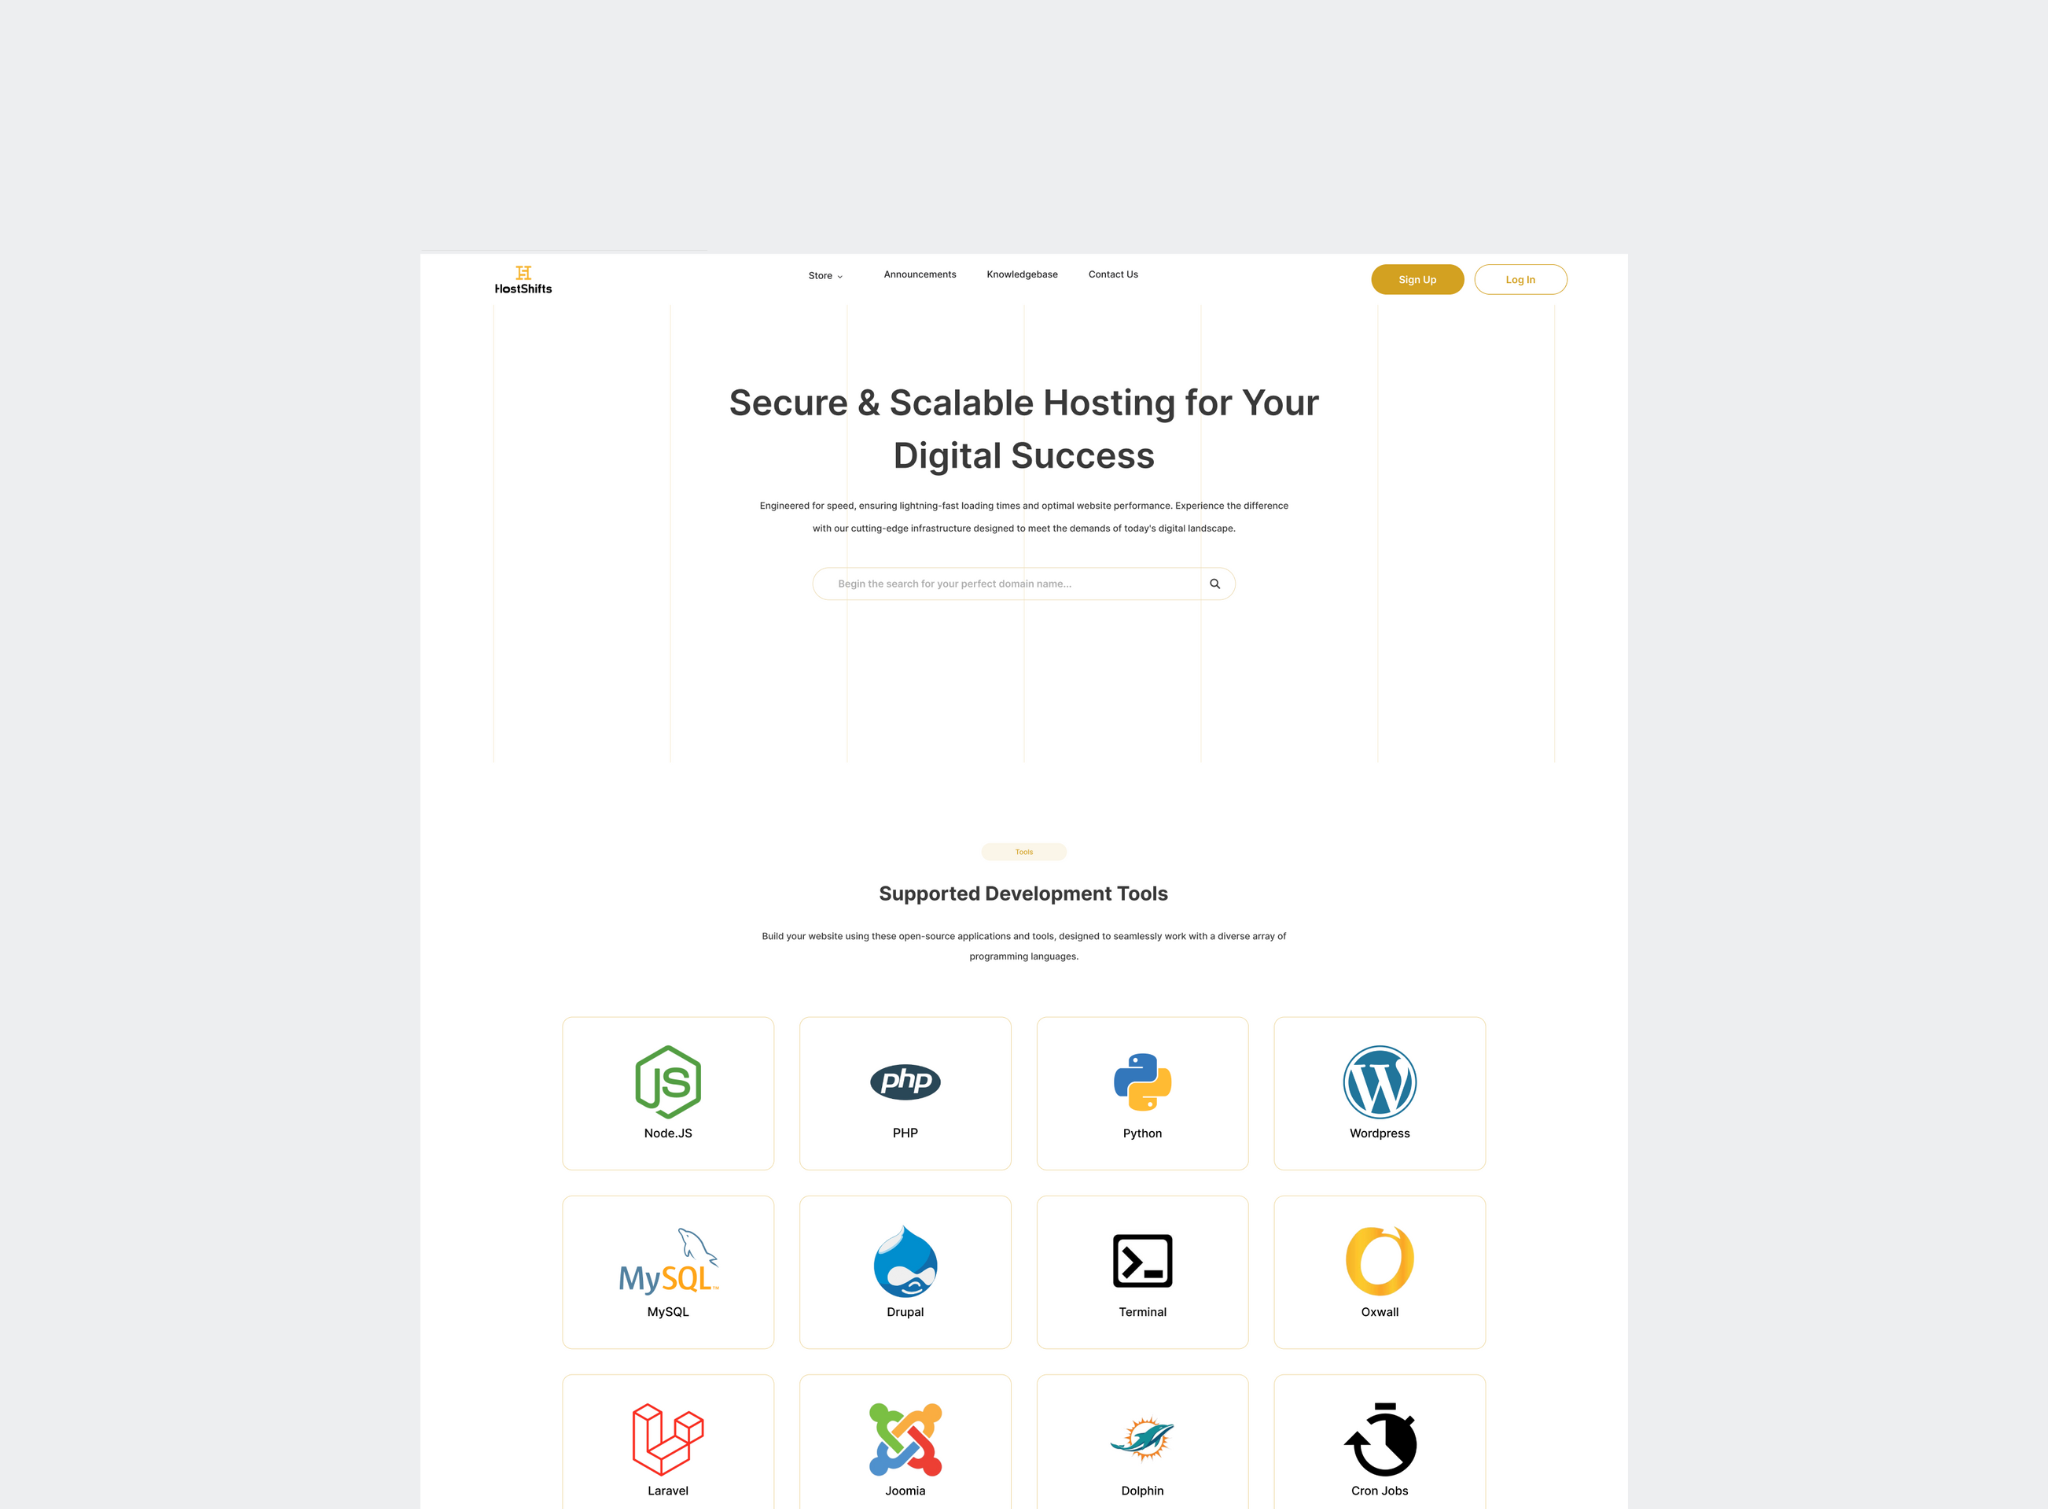 HostShifts
Store
Announcements
Knowledgebase
Contact Us
Sign Up
Log In
Secure & Scalable Hosting for Your
Digital Success
Engineered for speed, ensuring lightning-fast loading times and optimal website performance. Experience the difference
with our cutting-edge infrastructure designed to meet the demands of today's digital landscape.
Begin the search for your perfect domain name...
Tools
Supported Development Tools
Build your website using these open-source applications and tools, designed to seamlessly work with a diverse array of
programming languages.
JS
Node.JS
php
PHP
Python
W
Wordpress
MySQL™
MySQL
Drupal
Terminal
Oxwall
Laravel
Joomia
Dolphin
Cron Jobs